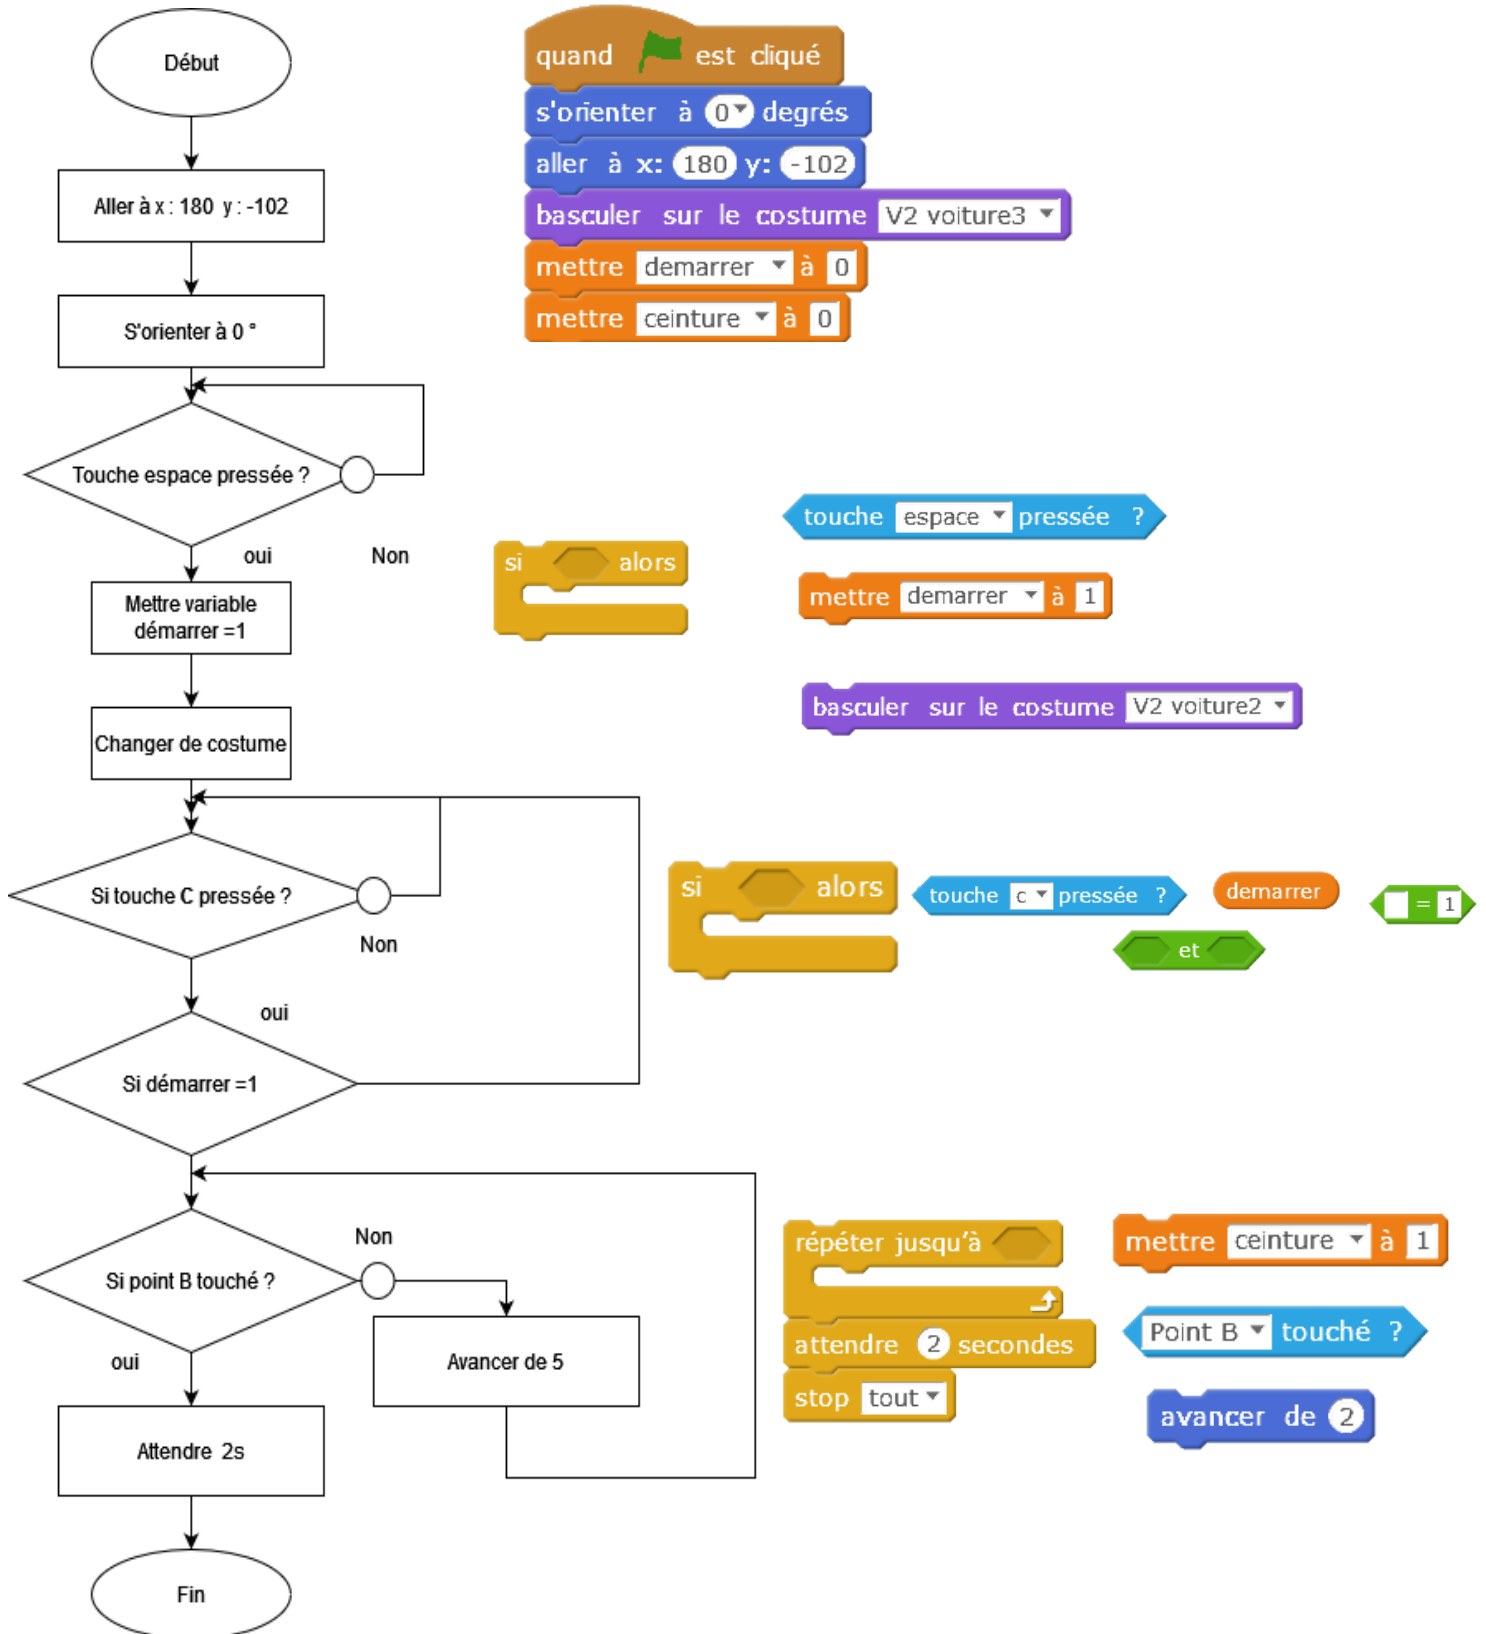 Début
Aller à x : 180 y : -102
S'orienter à 0 °
Touche espace pressée ?
oui
Non
Mettre variable
démarrer =1
Changer de costume
Si touche C pressée ?
Non
oui
Si démarrer =1
Si point B touché ?
Non
oui
Avancer de 5
Attendre 2s
Fin
quand est cliqué
s'orienter à 0 degrés
aller à x: 180 y: -102
basculer sur le costume V2 voiture3
mettre demarrer à 0
mettre ceinture à 0
si alors
touche espace pressée ?
mettre demarrer à 1
basculer sur le costume V2 voiture2
si alors
touche c pressée ?
demarrer
= 1
et
répéter jusqu'à
attendre 2 secondes
stop tout
mettre ceinture à 1
Point B touché ?
avancer de 2